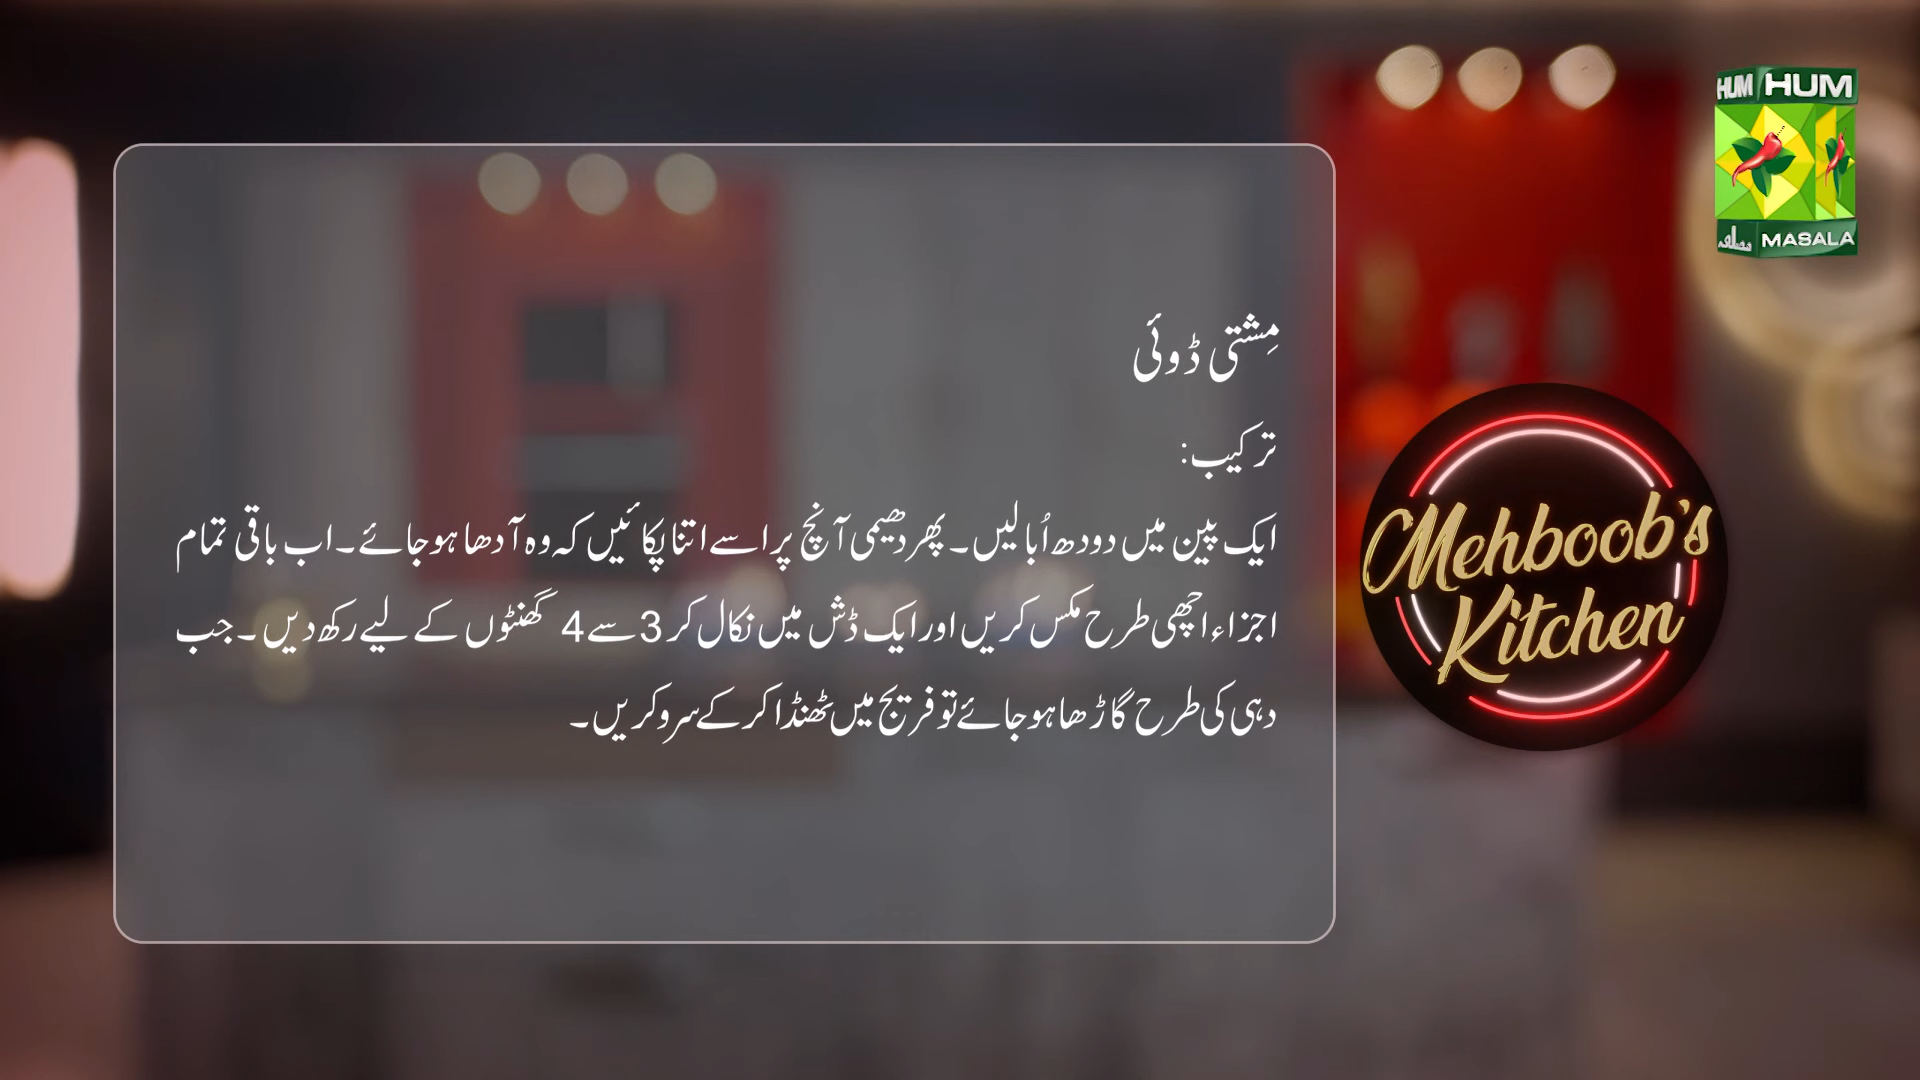 HUM HUM
مصالحہ MASALA
مِشتی ڈوئی
ترکیب:
ایک پین میں دودھ اُبالیں۔ پھر دھیمی آنچ پر اسے اتنا پکائیں کہ وہ آدھا ہوجائے۔ اب باقی تمام
اجزاء اچھی طرح مکس کریں اور ایک ڈش میں نکال کر 3 سے 4 گھنٹوں کے لیے رکھ دیں۔ جب
دہی کی طرح گاڑھا ہوجائے تو فریج میں ٹھنڈا کرکے سرو کریں۔
Mehboob's
Kitchen